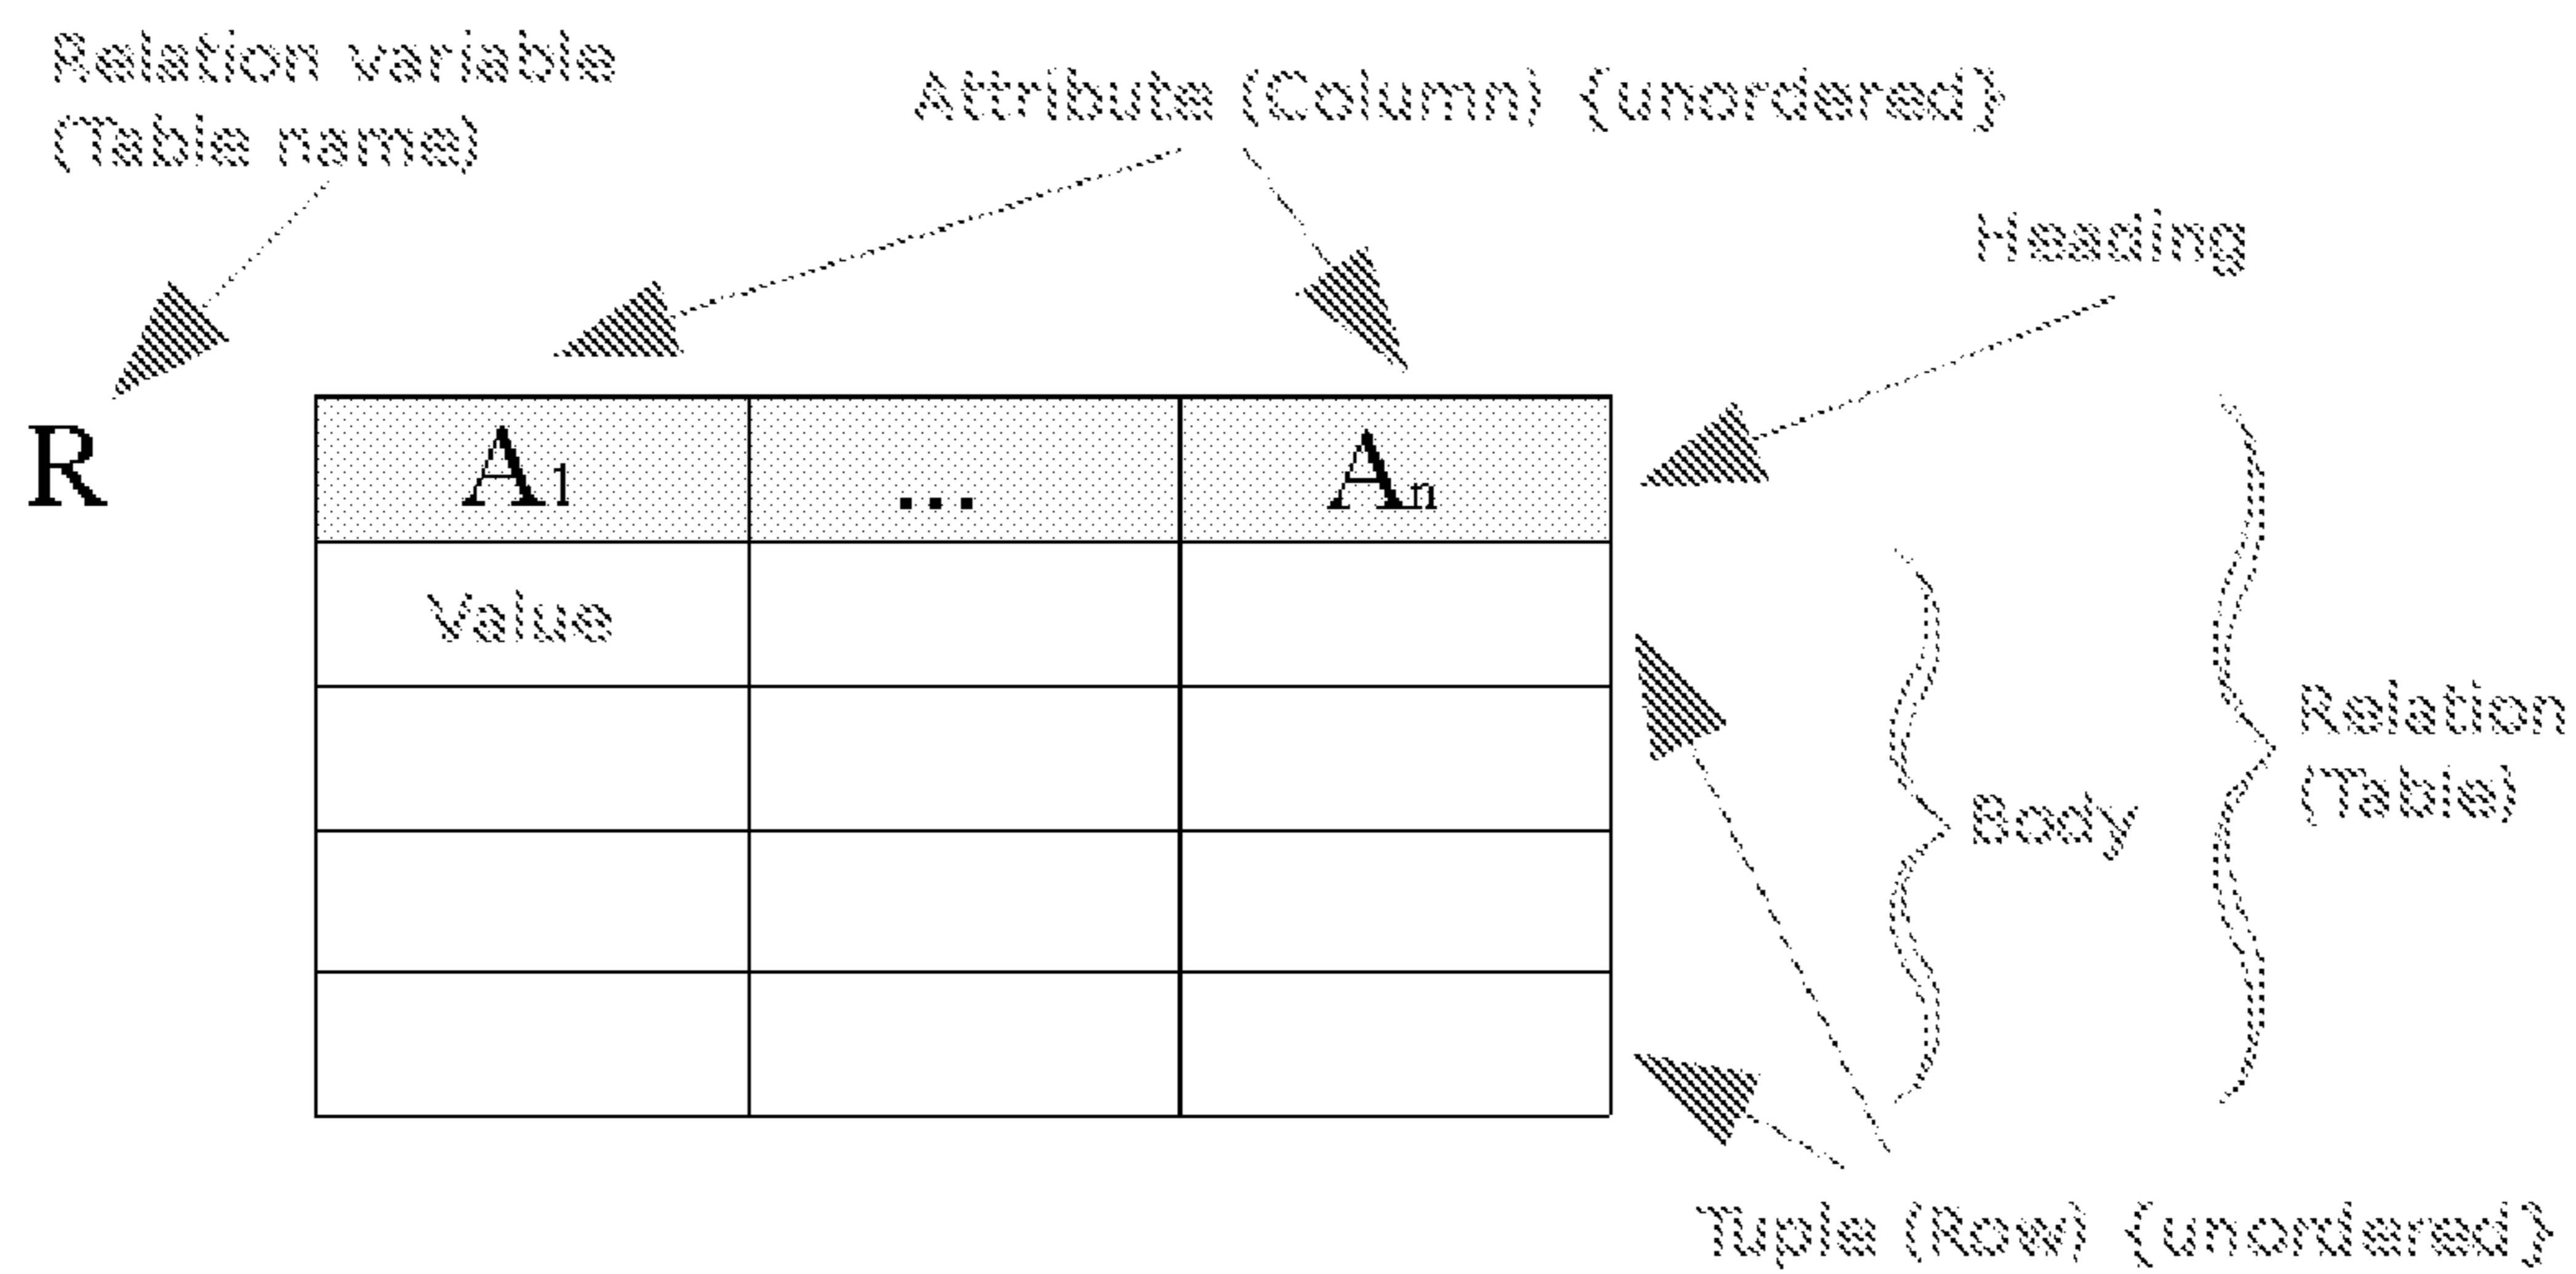 Relation variable
(Table name)
Attribute (Column) {unordered}
Heading
R
A1 ... An
Value
Relation
(Table)
Body
Tuple (Row) {unordered}